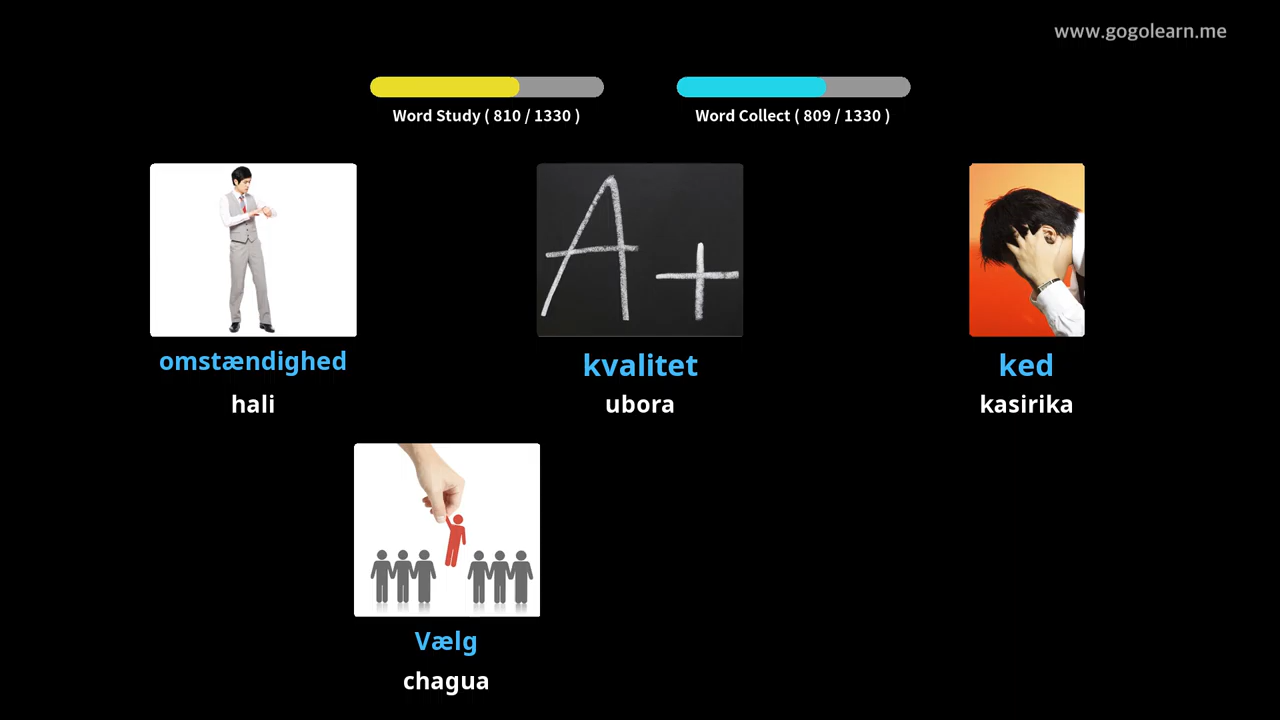 www.gogolearn.me
Word Study ( 810 / 1330 )
Word Collect ( 809 / 1330 )
A+
omstændighed
hali
kvalitet
ubora
ked
kasirika
Vælg
chagua